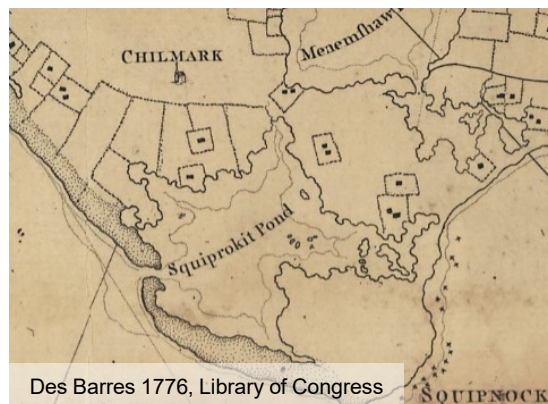 Menemſhaw
CHILMARK
Squiprokit Pond
SQUIPNOCK
Des Barres 1776, Library of Congress